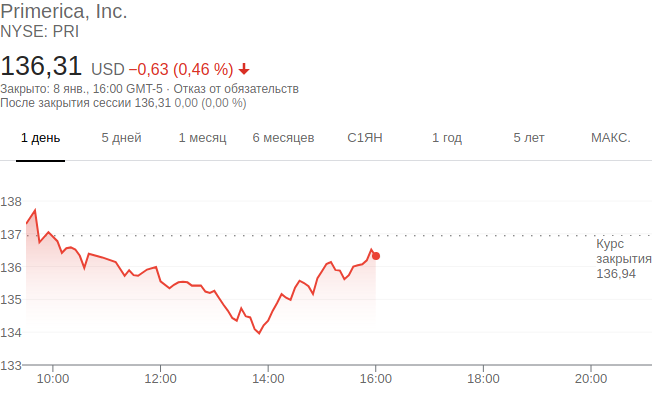 Primerica, Inc.
NYSE: PRI
136,31 USD −0,63 (0,46 %)
Закрыто: 8 янв., 16:00 GMT-5 · Отказ от обязательств
После закрытия сессии 136,31 0,00 (0,00 %)
1 день 5 дней 1 месяц 6 месяцев С1ЯН 1 год 5 лет МАКС.
138
137
136
135
134
133
Курс
закрытия
136,94
10:00 12:00 14:00 16:00 18:00 20:00